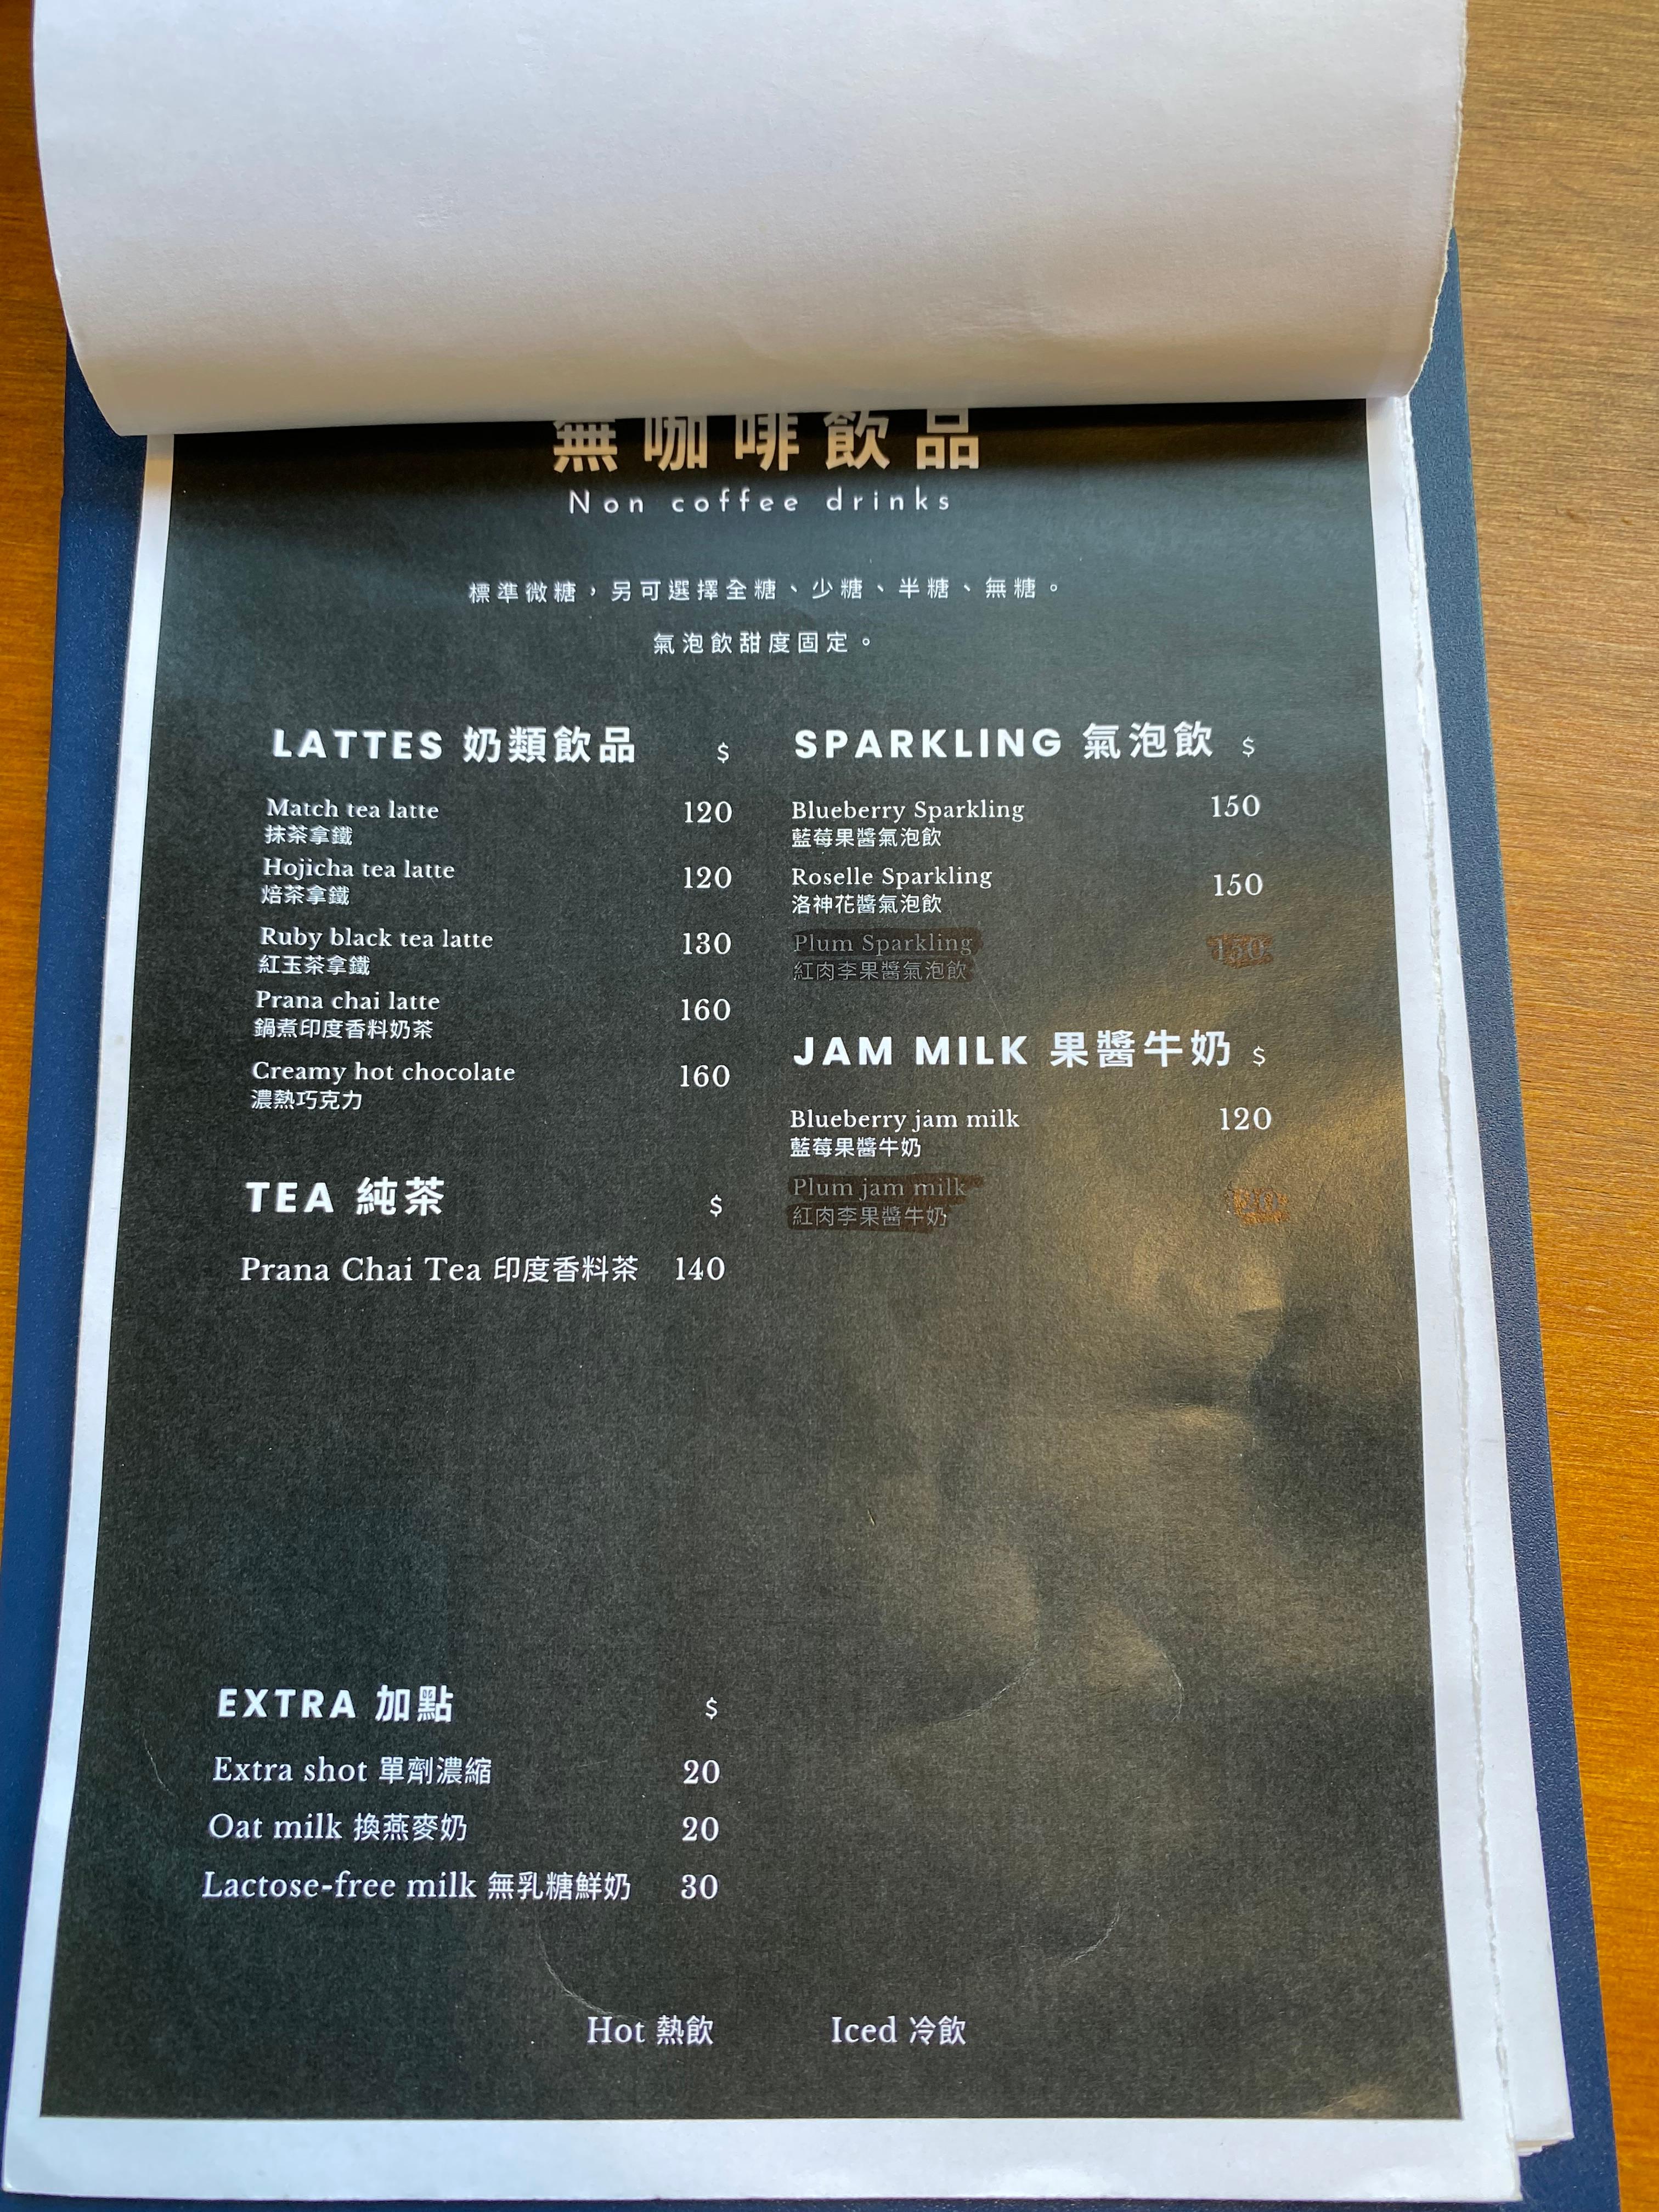 無咖啡飲品
Non coffee drinks
標準微糖，另可選擇全糖、少糖、半糖、無糖。
氣泡飲甜度固定。
LATTES 奶類飲品 $
Match tea latte 120
抹茶拿鐵
Hojicha tea latte 120
焙茶拿鐵
Ruby black tea latte 130
紅玉茶拿鐵
Prana chai latte 160
鍋煮印度香料奶茶
Creamy hot chocolate 160
濃熱巧克力
TEA 純茶 $
Prana Chai Tea 印度香料茶 140
SPARKLING 氣泡飲 $
Blueberry Sparkling 150
藍莓果醬氣泡飲
Roselle Sparkling 150
洛神花醬氣泡飲
Plum Sparkling 150
紅肉李果醬氣泡飲
JAM MILK 果醬牛奶 $
Blueberry jam milk 120
藍莓果醬牛奶
Plum jam milk
紅肉李果醬牛奶
EXTRA 加點 $
Extra shot 單劑濃縮 20
Oat milk 換燕麥奶 20
Lactose-free milk 無乳糖鮮奶 30
Hot 熱飲 Iced 冷飲